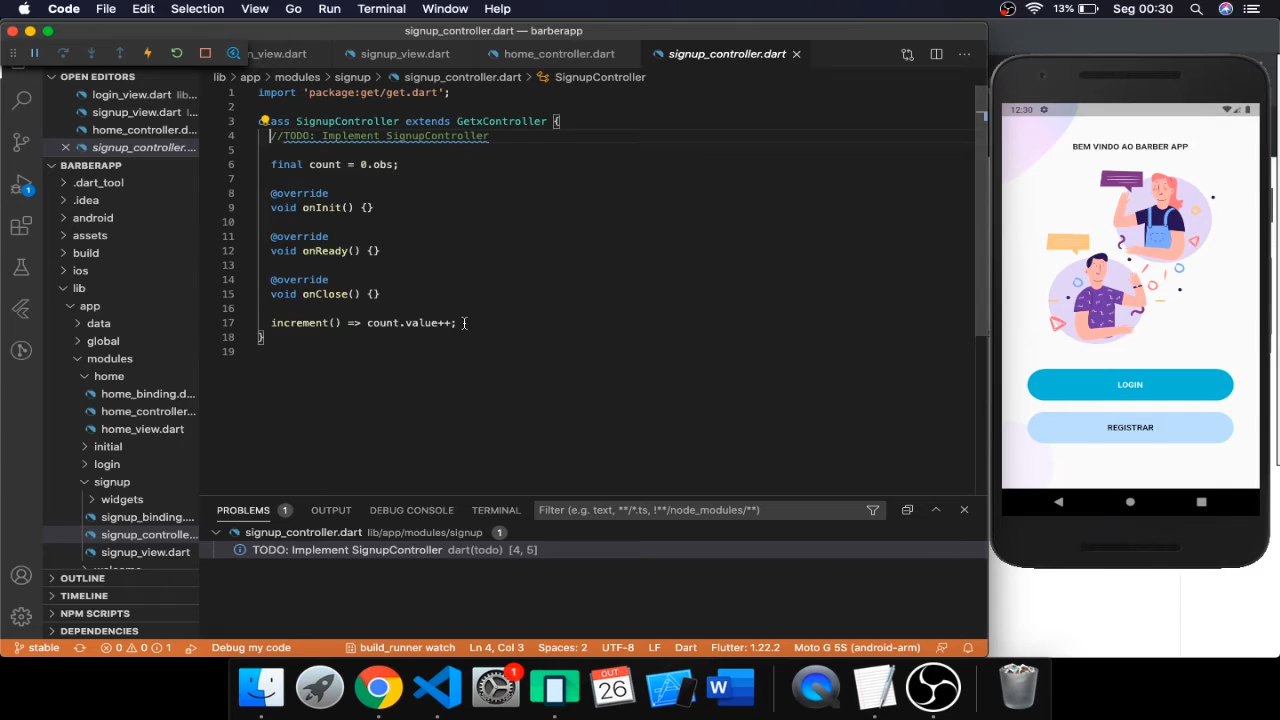 Code File Edit Selection View Go Run Terminal Window Help 13% Seg 00:30
signup_controller.dart — barberapp
n_view.dart signup_view.dart home_controller.dart signup_controller.dart
OPEN EDITORS
login_view.dart lib...
signup_view.dart l...
home_controller.d...
signup_controller....
BARBERAPP
.dart_tool
.idea
android
assets
build
ios
lib
app
data
global
modules
home
home_binding.d...
home_controller...
home_view.dart
initial
login
signup
widgets
signup_binding....
signup_controlle...
signup_view.dart
OUTLINE
TIMELINE
NPM SCRIPTS
DEPENDENCIES
lib app modules signup signup_controller.dart SignupController
1 import 'package:get/get.dart';
2
3 class SignupController extends GetxController {
4 //TODO: Implement SignupController
5
6 final count = 0.obs;
7
8 @override
9 void onInit() {}
10
11 @override
12 void onReady() {}
13
14 @override
15 void onClose() {}
16
17 increment() => count.value++;
18 }
19
PROBLEMS 1 OUTPUT DEBUG CONSOLE TERMINAL Filter (e.g. text, **/*.ts, !**/node_modules/**)
signup_controller.dart lib/app/modules/signup 1
TODO: Implement SignupController dart(todo) [4, 5]
stable 0 0 1 Debug my code build_runner watch Ln 4, Col 3 Spaces: 2 UTF-8 LF Dart Flutter: 1.22.2 Moto G 5S (android-arm)
12:30
BEM VINDO AO BARBER APP
LOGIN
REGISTRAR
1
OUT
26
W